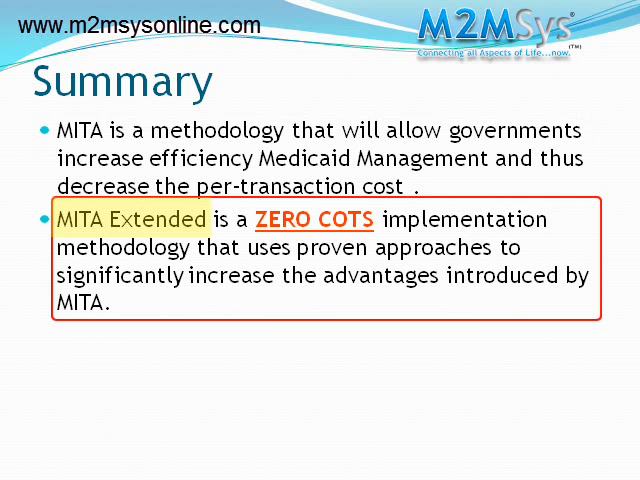 www.m2msysonline.com
M2MSys®
Connecting all Aspects of Life...now.(TM)
Summary
• MITA is a methodology that will allow governments
increase efficiency Medicaid Management and thus
decrease the per-transaction cost .
• MITA Extended is a ZERO COTS implementation
methodology that uses proven approaches to
significantly increase the advantages introduced by
MITA.